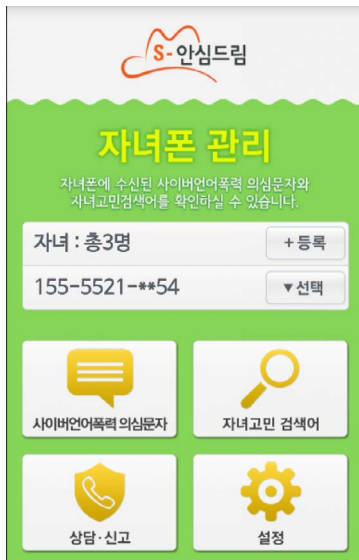 S-안심드림
자녀폰 관리
자녀폰에 수신된 사이버언어폭력 의심문자와
자녀고민검색어를 확인하실 수 있습니다.
자녀 : 총3명
+등록
155-5521-**54
▼선택
사이버언어폭력 의심문자
자녀고민 검색어
상담·신고
설정